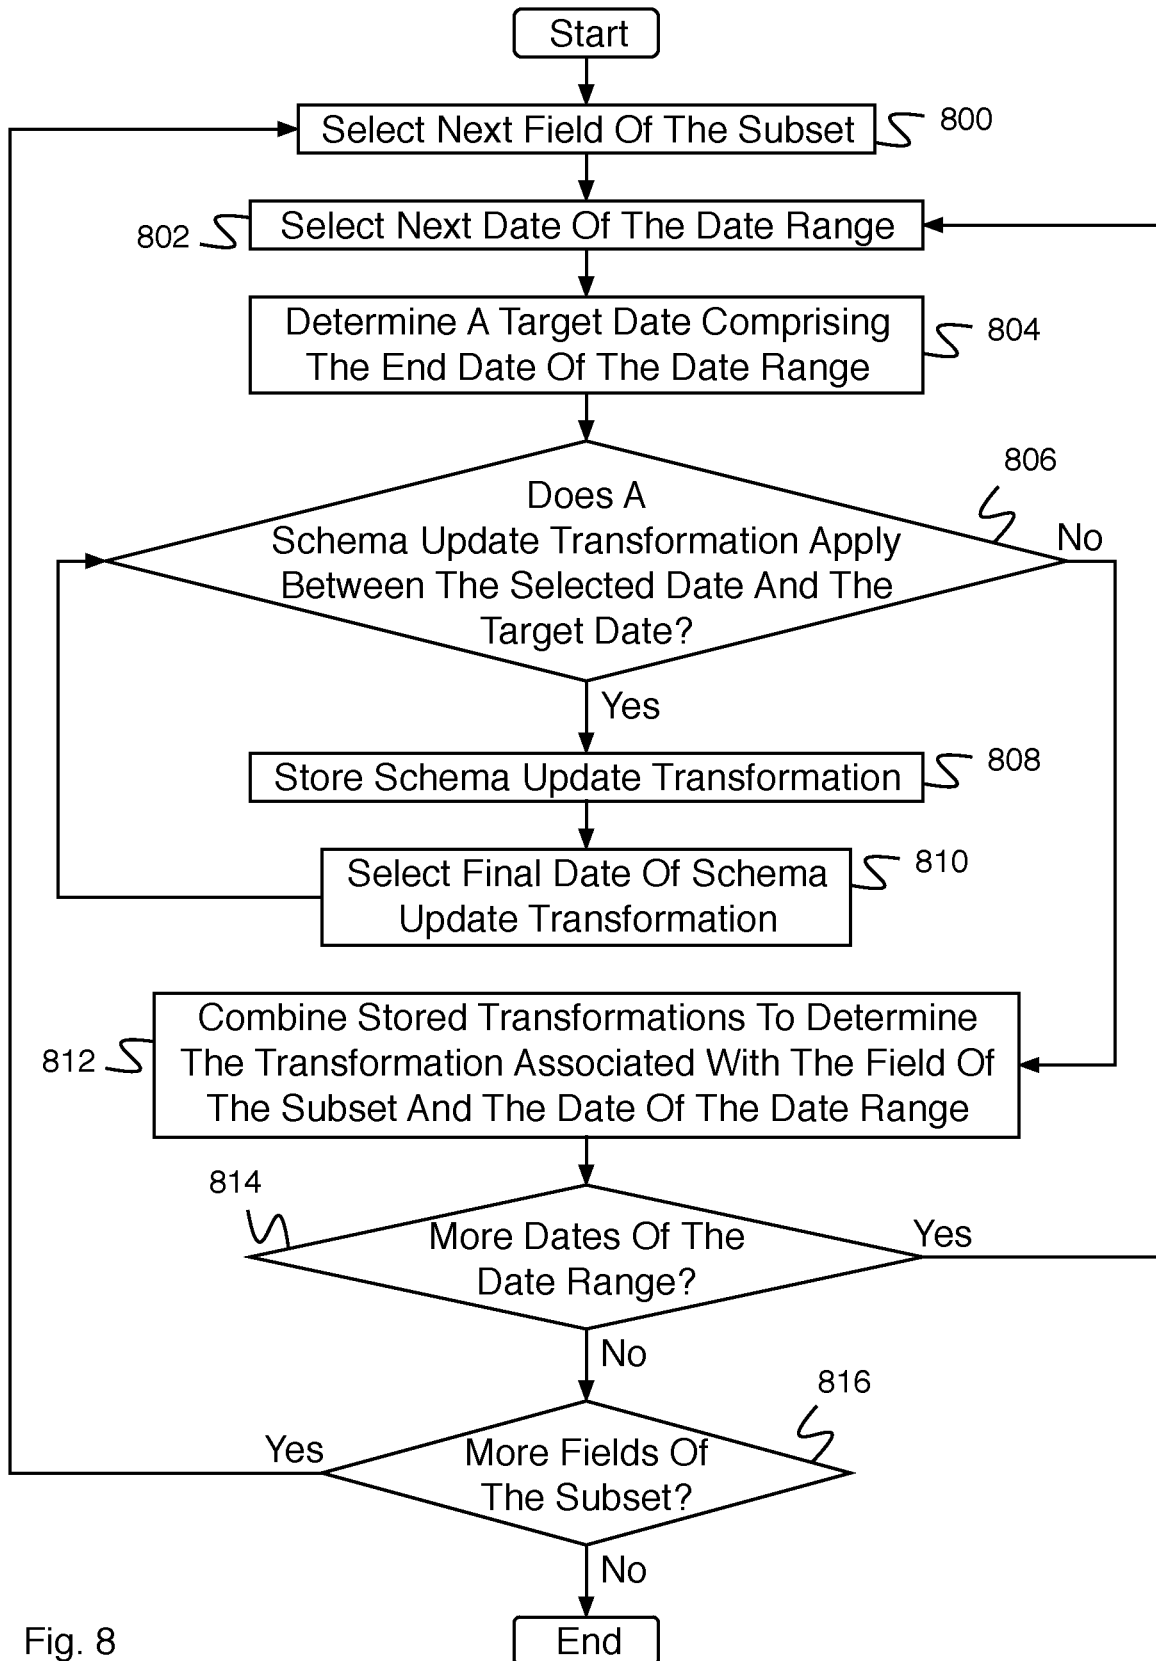 Start
Select Next Field Of The Subset
800
Select Next Date Of The Date Range
802
Determine A Target Date Comprising
The End Date Of The Date Range
804
806
Does A
Schema Update Transformation Apply
Between The Selected Date And The
Target Date?
No
Yes
Store Schema Update Transformation
808
Select Final Date Of Schema
Update Transformation
810
Combine Stored Transformations To Determine
The Transformation Associated With The Field Of
The Subset And The Date Of The Date Range
812
814
More Dates Of The
Date Range?
Yes
No
816
More Fields Of
The Subset?
Yes
No
End
Fig. 8